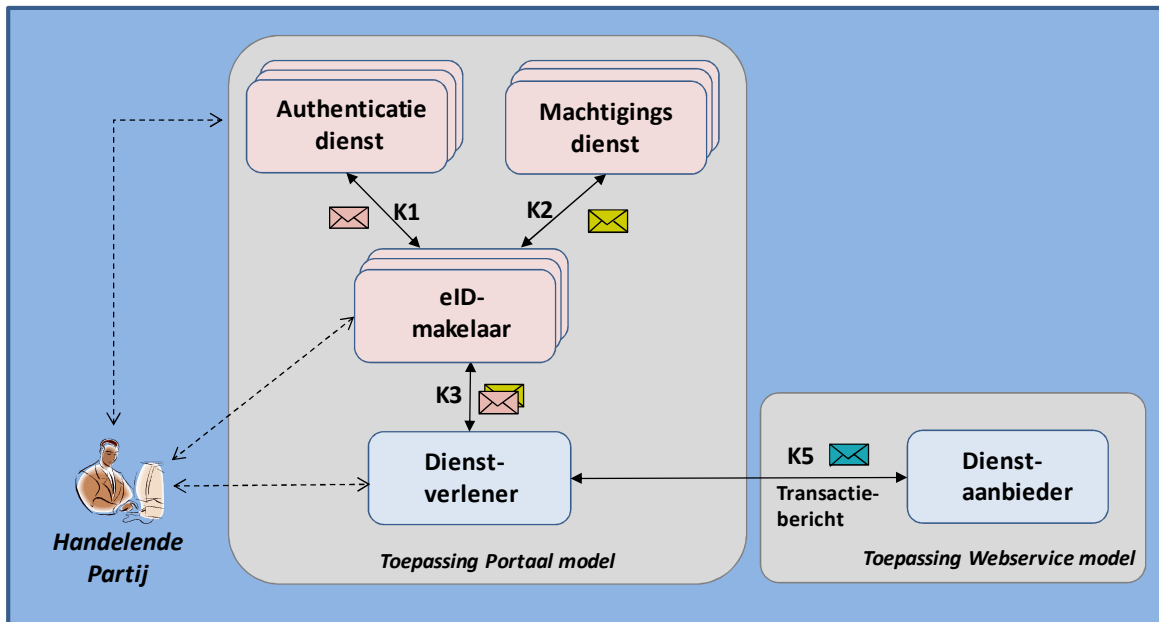 Authenticatie
dienst
Machtigings
dienst
K1
K2
eID-
makelaar
K3
Dienst-
verlener
K5
Transactie-
bericht
Dienst-
aanbieder
Handelende
Partij
Toepassing Portaal model
Toepassing Webservice model